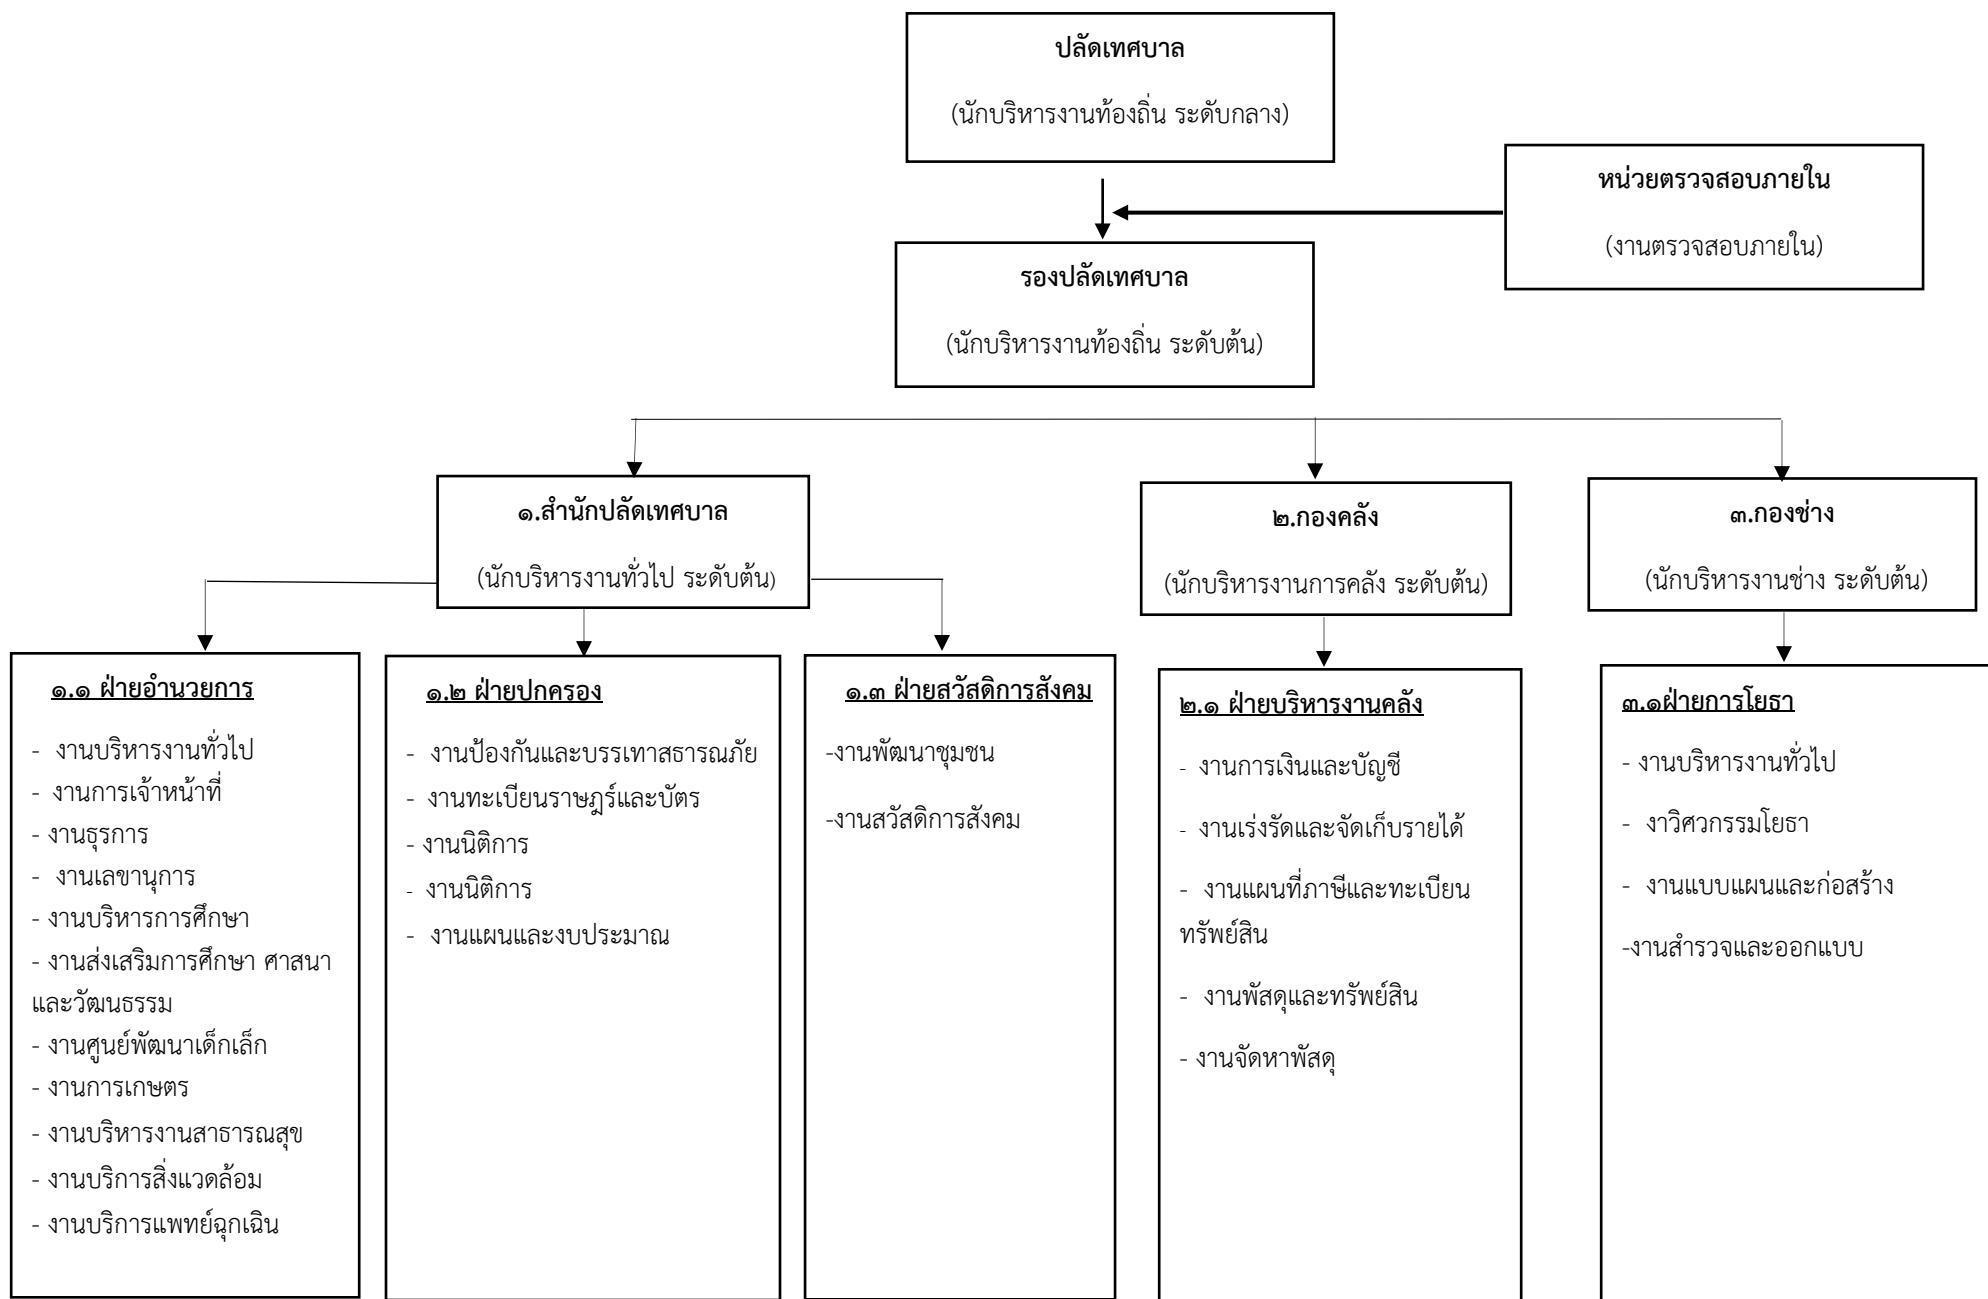 ปลัดเทศบาล
(นักบริหารงานท้องถิ่น ระดับกลาง)
หน่วยตรวจสอบภายใน
(งานตรวจสอบภายใน)
รองปลัดเทศบาล
(นักบริหารงานท้องถิ่น ระดับต้น)
๑.สำนักปลัดเทศบาล
(นักบริหารงานทั่วไป ระดับต้น)
๒.กองคลัง
(นักบริหารงานการคลัง ระดับต้น)
๓.กองช่าง
(นักบริหารงานช่าง ระดับต้น)
๑.๑ ฝ่ายอำนวยการ
- งานบริหารงานทั่วไป
- งานการเจ้าหน้าที่
- งานธุรการ
- งานเลขานุการ
- งานบริหารการศึกษา
- งานส่งเสริมการศึกษา ศาสนา
และวัฒนธรรม
- งานศูนย์พัฒนาเด็กเล็ก
- งานการเกษตร
- งานบริหารงานสาธารณสุข
- งานบริการสิ่งแวดล้อม
- งานบริการแพทย์ฉุกเฉิน
๑.๒ ฝ่ายปกครอง
- งานป้องกันและบรรเทาสธารณภัย
- งานทะเบียนราษฎร์และบัตร
- งานนิติการ
- งานนิติการ
- งานแผนและงบประมาณ
๑.๓ ฝ่ายสวัสดิการสังคม
-งานพัฒนาชุมชน
-งานสวัสดิการสังคม
๒.๑ ฝ่ายบริหารงานคลัง
- งานการเงินและบัญชี
- งานเร่งรัดและจัดเก็บรายได้
- งานแผนที่ภาษีและทะเบียน
ทรัพย์สิน
- งานพัสดุและทรัพย์สิน
- งานจัดหาพัสดุ
๓.๑ฝ่ายการโยธา
- งานบริหารงานทั่วไป
- งาวิศวกรรมโยธา
- งานแบบแผนและก่อสร้าง
-งานสำรวจและออกแบบ